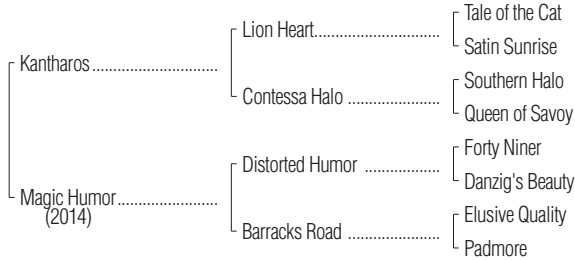 Tale of the Cat
Lion Heart
Satin Sunrise
Kantharos
Southern Halo
Contessa Halo
Queen of Savoy
Forty Niner
Distorted Humor
Danzig's Beauty
Magic Humor
(2014)
Elusive Quality
Barracks Road
Padmore